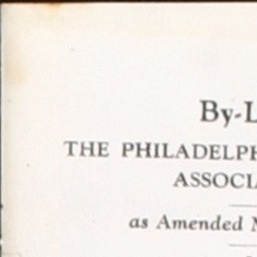 By-L
THE PHILADELPH
ASSOCIA
as Amended M